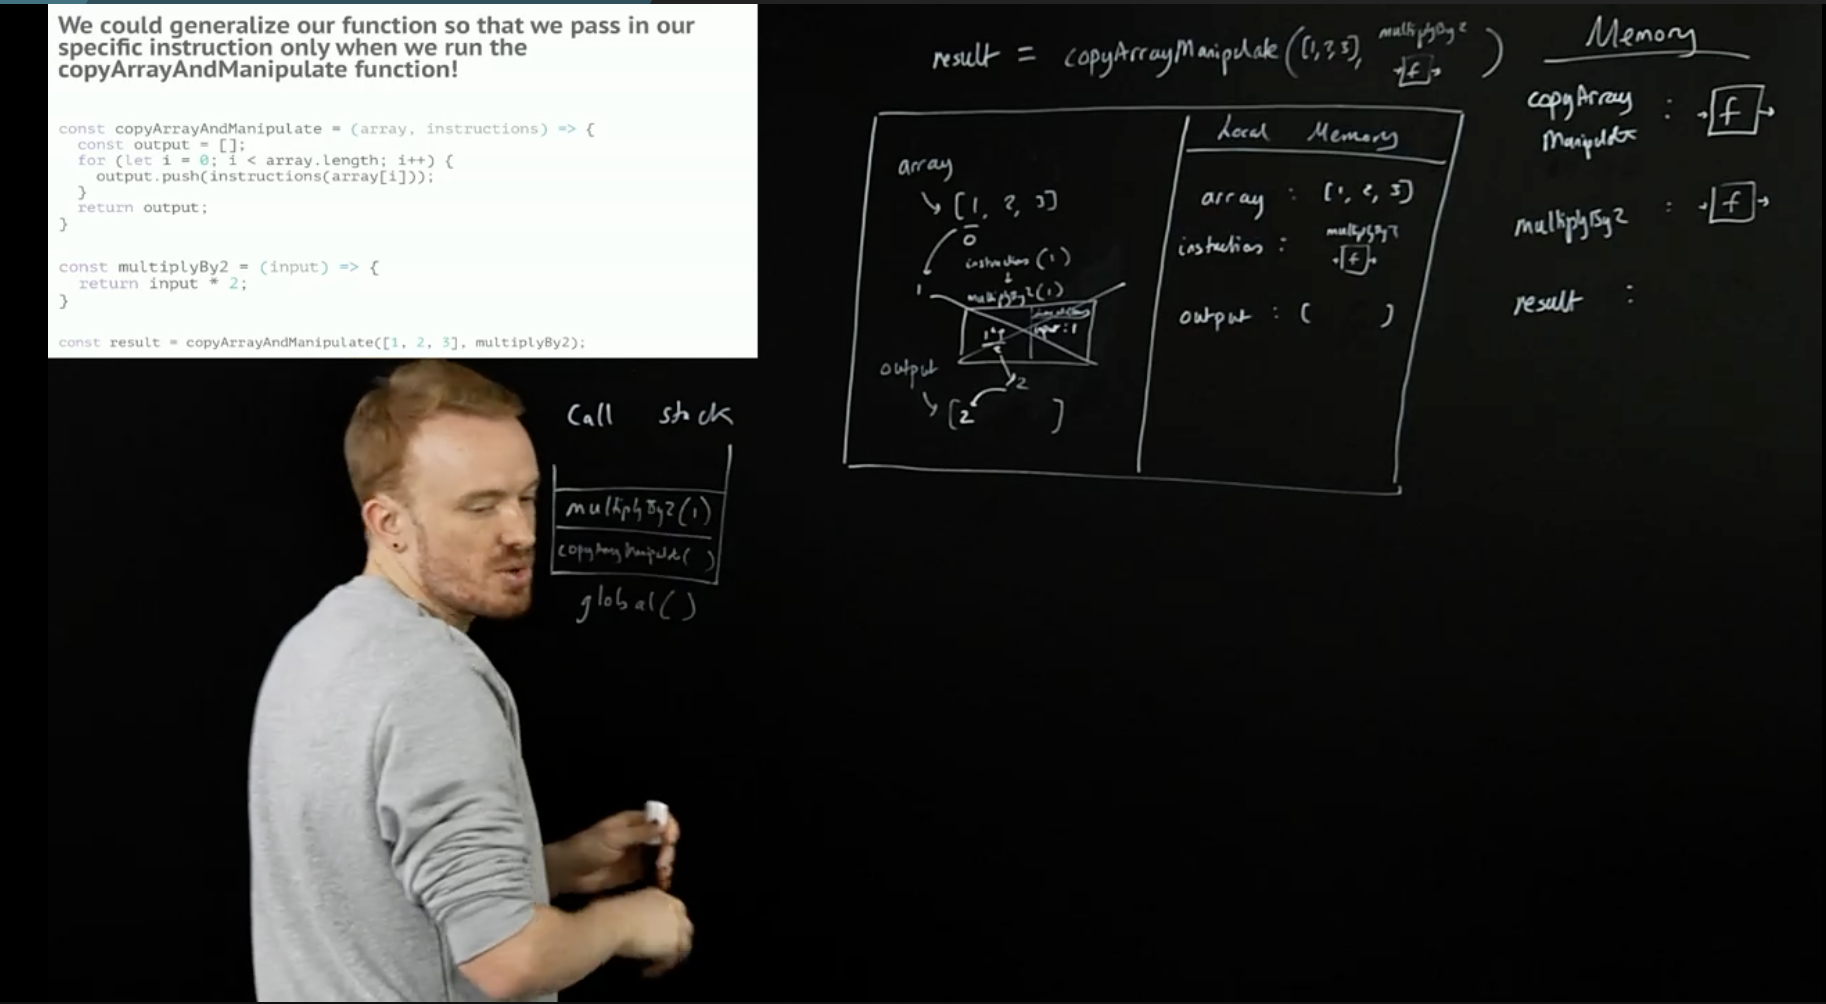 We could generalize our function so that we pass in our
specific instruction only when we run the
copyArrayAndManipulate function!
const copyArrayAndManipulate = (array, instructions) => {
const output = [];
for (let i = 0; i < array.length; i++) {
output.push(instructions(array[i]));
}
return output;
}
const multiplyBy2 = (input) => {
return input * 2;
}
const result = copyArrayAndManipulate([1, 2, 3], multiplyBy2);
Call stack
multiplyBy2(1)
copyArrayManipulate( )
global()
multiplyBy2
result = copyArrayManipulate([1,2,3], f)
array
[1, 2, 3]
0
instructions(1)
multiplyBy2(1)
1
input : 1
1*2
2
output
2
[2 ]
Local Memory
array : [1, 2, 3]
multiplyBy2
f
output : [ ]
Memory
copyArray : f
Manipulate
multiplyBy2 : f
result :